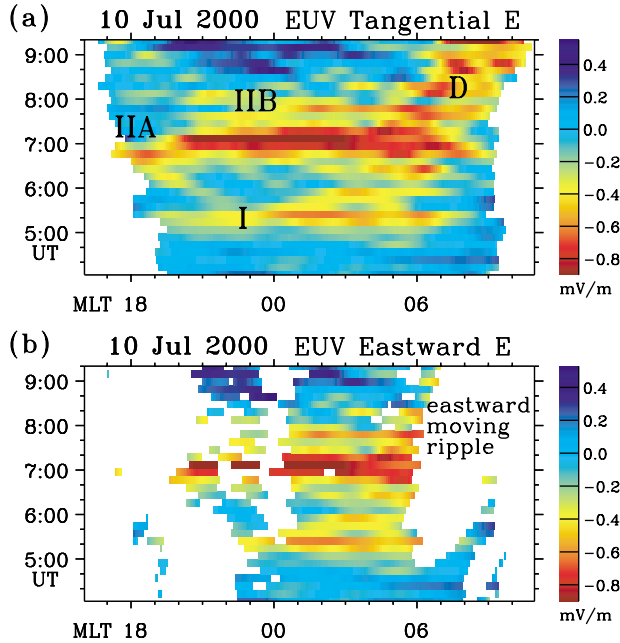 (a) 10 Jul 2000 EUV Tangential E
9:00
8:00
7:00
6:00
5:00
UT
IIA
IIB
D
I
MLT 18 00 06
0.4
0.2
0.0
−0.2
−0.4
−0.6
−0.8
mV/m
(b) 10 Jul 2000 EUV Eastward E
9:00
8:00
7:00
6:00
5:00
UT
eastward
moving
ripple
MLT 18 00 06
0.4
0.2
0.0
−0.2
−0.4
−0.6
−0.8
mV/m